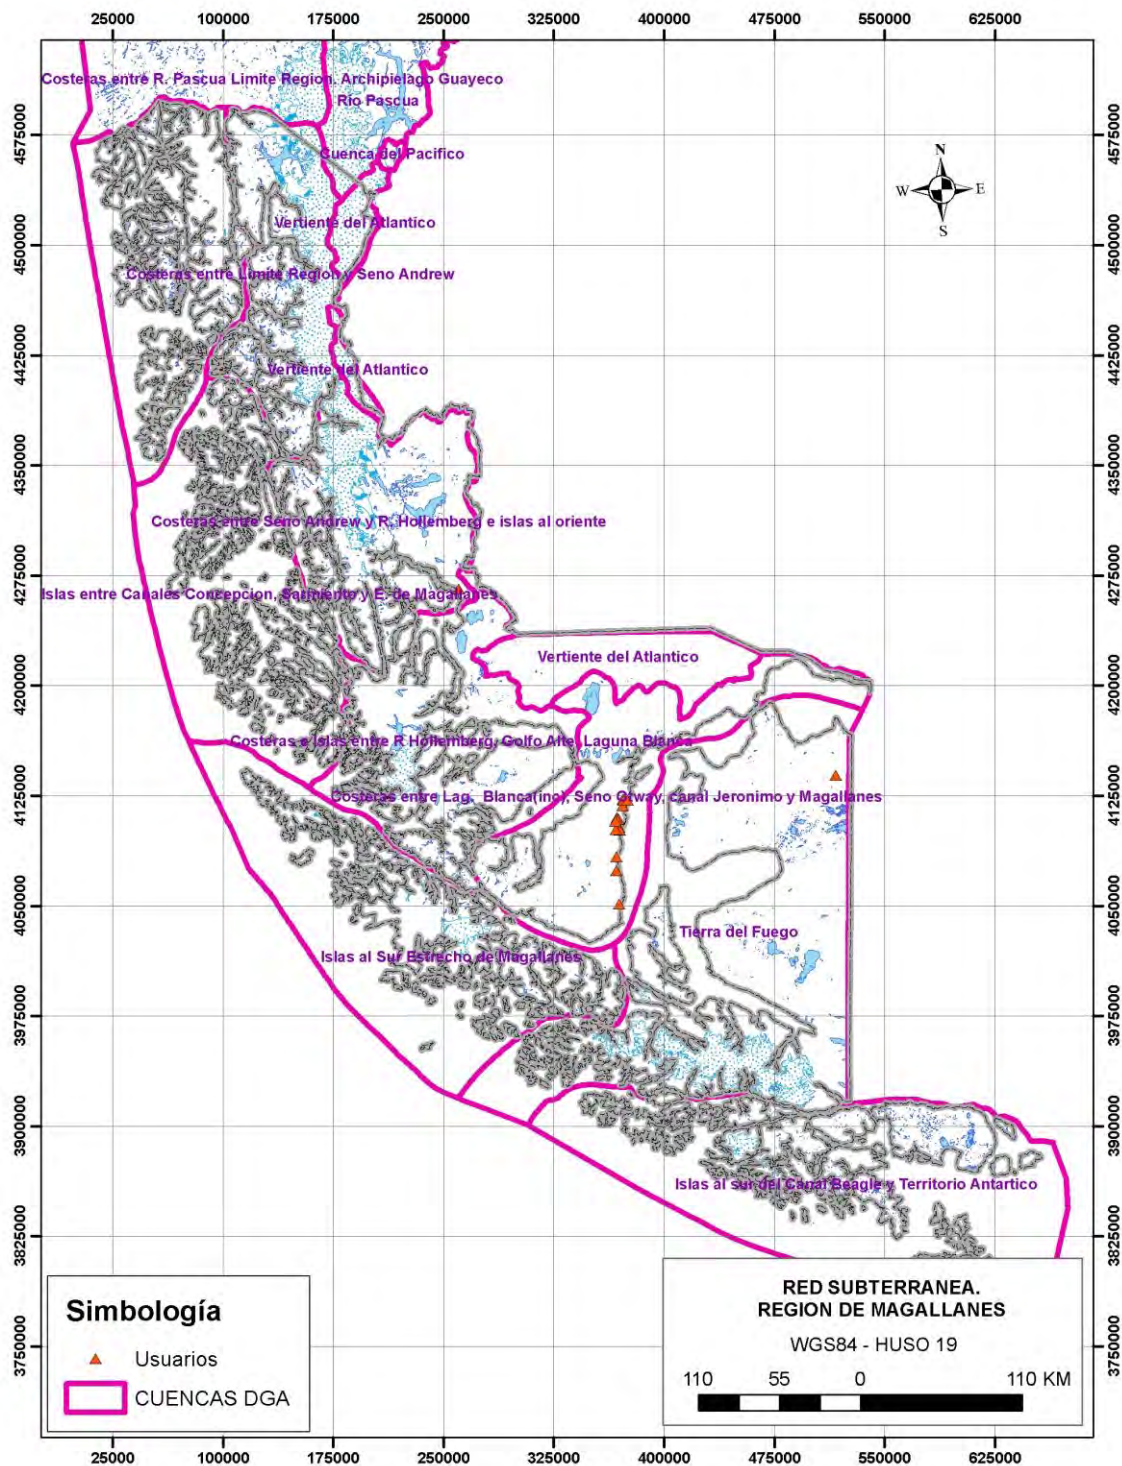 25000 100000 175000 250000 325000 400000 475000 550000 625000
Costeras entre R. Pascua Limite Region. Archipielago Guayeco
Rio Pascua
4575000 4575000
Cuenca del Pacifico
N
W E
S
Vertiente del Atlantico
4500000 4500000
Costeras entre Limite Region y Seno Andrew
4425000 4425000
Vertiente del Atlantico
4350000 4350000
Costeras entre Seno Andrew y R. Hollemberg e islas al oriente
4275000 4275000
Islas entre Canales Concepcion, Sarmiento y E. de Magallanes
Vertiente del Atlantico
4200000 4200000
Costeras e Islas entre R Hollemberg, Golfo Alte, Laguna Blanca
4125000 4125000
Costeras entre Lag. Blanca(inc), Seno Otway, canal Jeronimo y Magallanes
4050000 4050000
Tierra del Fuego
Islas al Sur Estrecho de Magallanes
3975000 3975000
3900000 3900000
Islas al sur del Canal Beagle y Territorio Antartico
3825000 3825000
Simbología
Usuarios
CUENCAS DGA
RED SUBTERRANEA.
REGION DE MAGALLANES
WGS84 - HUSO 19
110 55 0 110 KM
3750000 3750000
25000 100000 175000 250000 325000 400000 475000 550000 625000